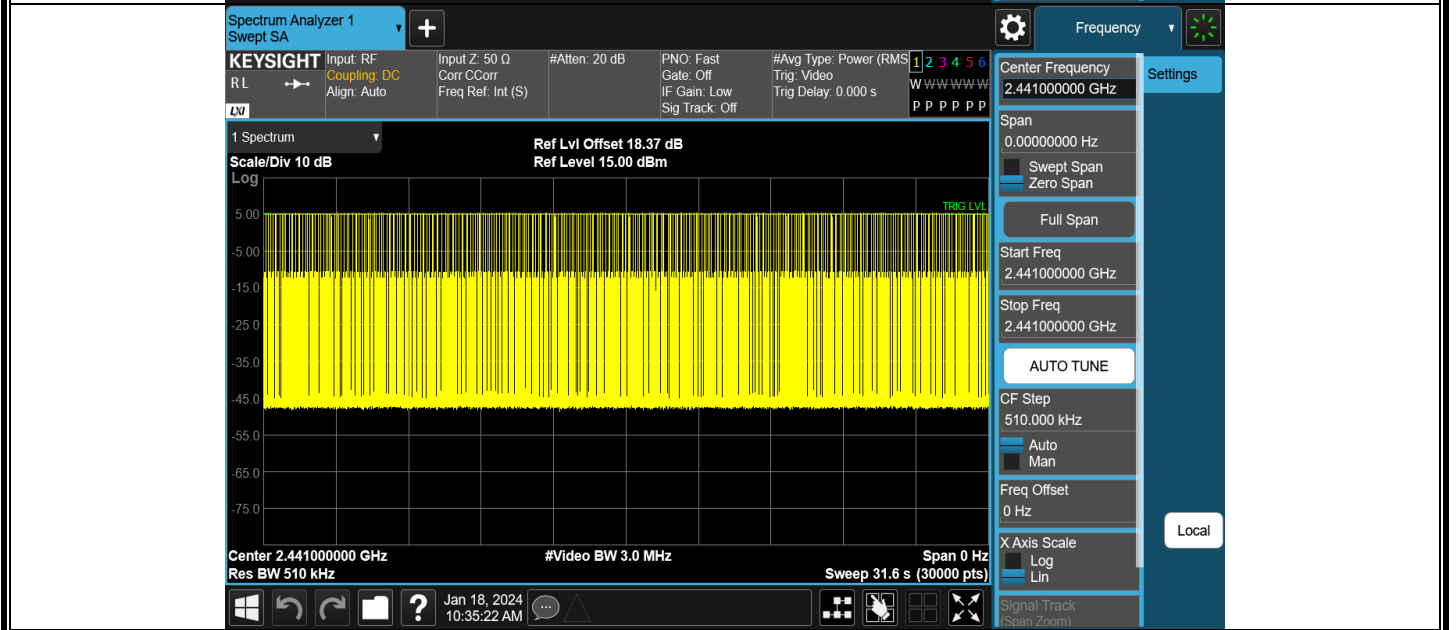 Spectrum Analyzer 1
Swept SA
+
Frequency
KEYSIGHT
RL
LXI
Input: RF
Coupling: DC
Align: Auto
Input Z: 50 Ω
Corr CCorr
Freq Ref: Int (S)
#Atten: 20 dB
PNO: Fast
Gate: Off
IF Gain: Low
Sig Track: Off
#Avg Type: Power (RMS
Trig: Video
Trig Delay: 0.000 s
1 2 3 4 5 6
W W W W W W
P P P P P P
1 Spectrum
Scale/Div 10 dB
Log
Ref Lvl Offset 18.37 dB
Ref Level 15.00 dBm
TRIG LVL
5.00
-5.00
-15.0
-25.0
-35.0
-45.0
-55.0
-65.0
-75.0
Center 2.441000000 GHz
#Video BW 3.0 MHz
Span 0 Hz
Res BW 510 kHz
Sweep 31.6 s (30000 pts)
Center Frequency
2.441000000 GHz
Settings
Span
0.00000000 Hz
Swept Span
Zero Span
Full Span
Start Freq
2.441000000 GHz
Stop Freq
2.441000000 GHz
AUTO TUNE
CF Step
510.000 kHz
Auto
Man
Freq Offset
0 Hz
X Axis Scale
Log
Lin
Local
Signal Track
(Span Zoom)
?
Jan 18, 2024
10:35:22 AM